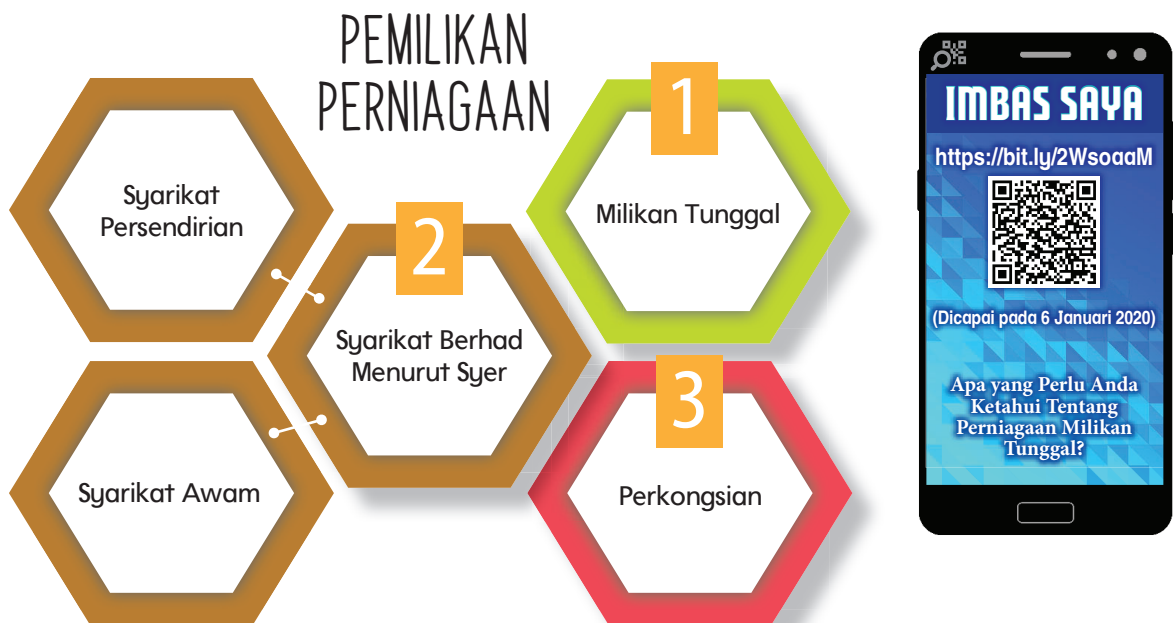 PEMILIKAN
PERNIAGAAN
1
Milikan Tunggal
2
Syarikat Berhad
Menurut Syer
Syarikat
Persendirian
Syarikat Awam
3
Perkongsian
IMBAS SAYA
https://bit.ly/2WsoaaM
(Dicapai pada 6 Januari 2020)
Apa yang Perlu Anda
Ketahui Tentang
Perniagaan Milikan
Tunggal?